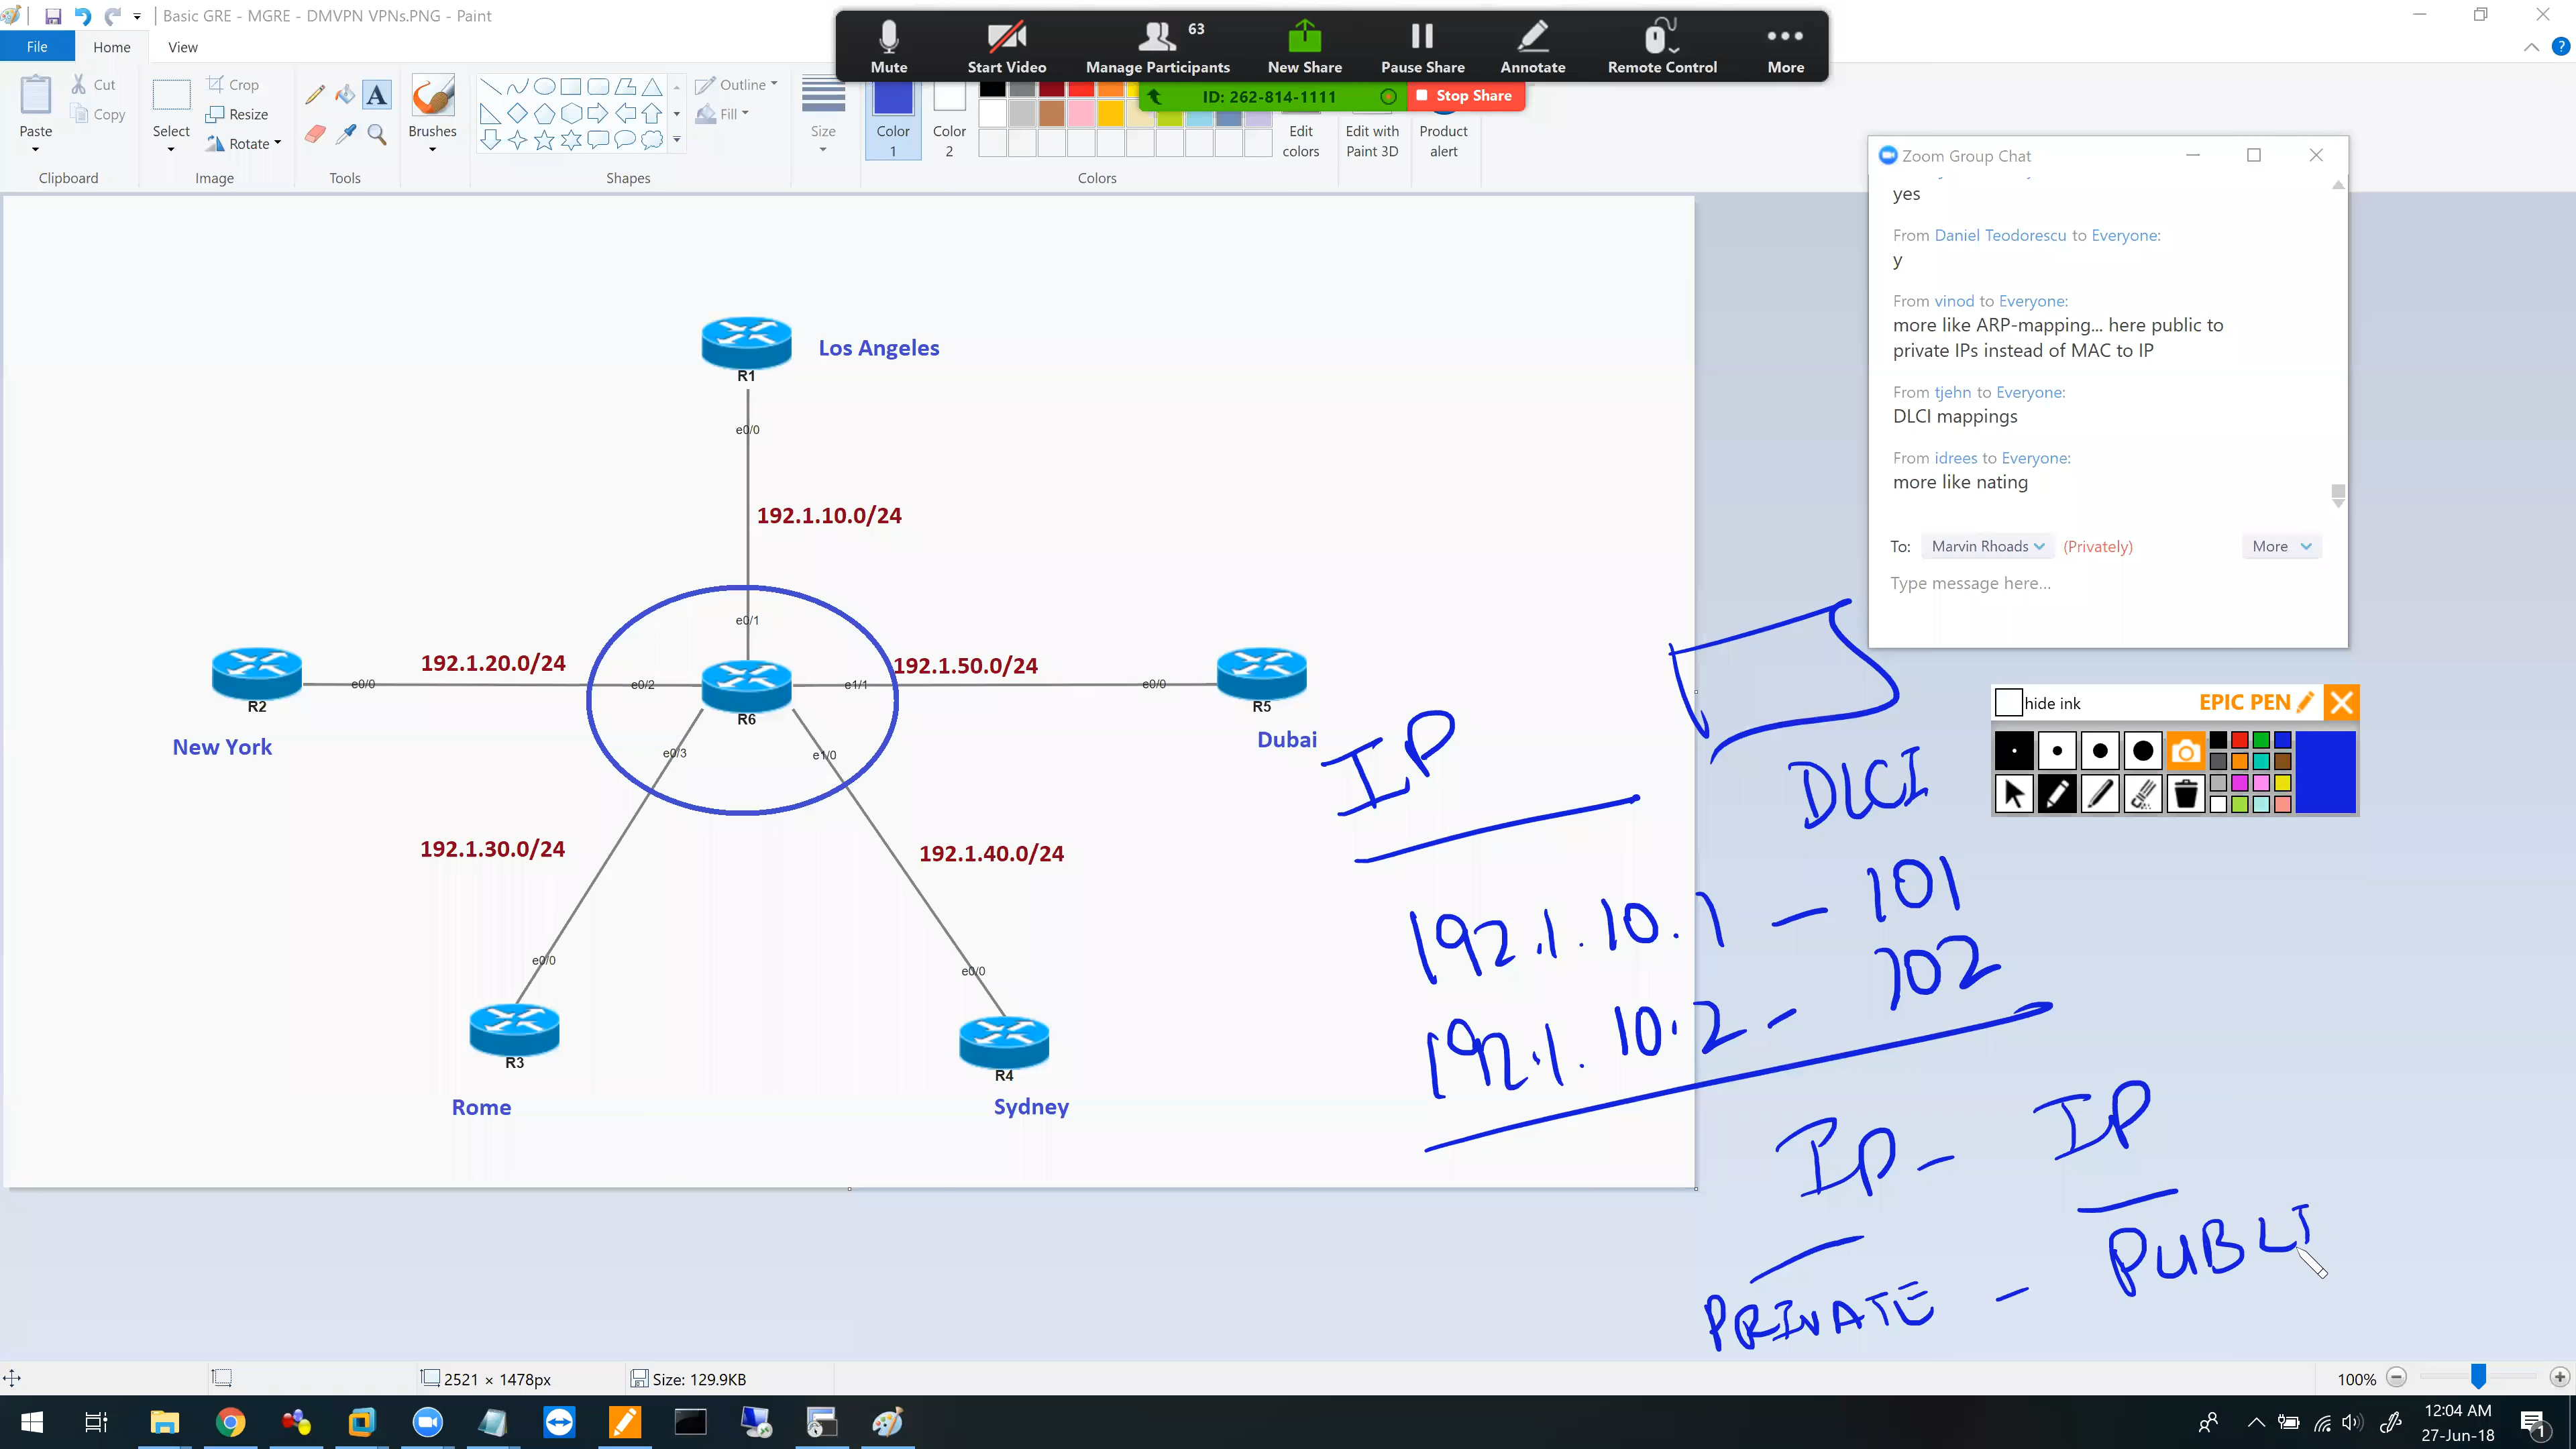 Basic GRE - MGRE - DMVPN VPNs.PNG - Paint
File Home View
Mute Start Video Manage Participants 63 New Share Pause Share Annotate Remote Control More
ID: 262-814-1111 Stop Share
Paste Cut Copy
Clipboard
Select Crop Resize Rotate
Image
Tools
Brushes
Shapes
Outline
Fill
Size
Color 1
Color 2
Edit colors
Edit with Paint 3D
Product alert
Colors
Zoom Group Chat
yes
From Daniel Teodorescu to Everyone:
y
From vinod to Everyone:
more like ARP-mapping... here public to
private IPs instead of MAC to IP
From tjehn to Everyone:
DLCI mappings
From idrees to Everyone:
more like nating
To: Marvin Rhoads (Privately) More
Type message here...
hide ink EPIC PEN
R1 Los Angeles
e0/0
192.1.10.0/24
e0/1
R2
New York
e0/0
192.1.20.0/24
e0/2
R6
e1/1
192.1.50.0/24
e0/0
R5
Dubai
e0/3
e1/0
192.1.30.0/24
192.1.40.0/24
e0/0
e0/0
R3
Rome
R4
Sydney
IP DLCI
192.1.10.1 - 101
192.1.10.2 - 102
IP - IP
PRIVATE - PUBLI
2521 × 1478px
Size: 129.9KB
100%
12:04 AM
27-Jun-18
1